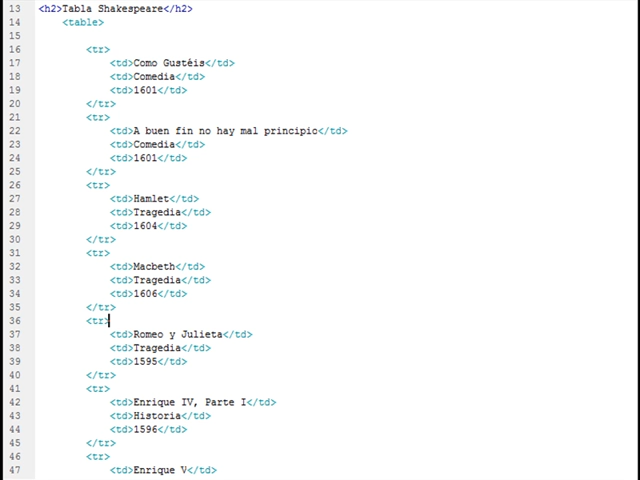 13 <h2>Tabla Shakespeare</h2>
14 <table>
15
16 <tr>
17 <td>Como Gustéis</td>
18 <td>Comedia</td>
19 <td>1601</td>
20 </tr>
21 <tr>
22 <td>A buen fin no hay mal principio</td>
23 <td>Comedia</td>
24 <td>1601</td>
25 </tr>
26 <tr>
27 <td>Hamlet</td>
28 <td>Tragedia</td>
29 <td>1604</td>
30 </tr>
31 <tr>
32 <td>Macbeth</td>
33 <td>Tragedia</td>
34 <td>1606</td>
35 </tr>
36 <tr>
37 <td>Romeo y Julieta</td>
38 <td>Tragedia</td>
39 <td>1595</td>
40 </tr>
41 <tr>
42 <td>Enrique IV, Parte I</td>
43 <td>Historia</td>
44 <td>1596</td>
45 </tr>
46 <tr>
47 <td>Enrique V</td>